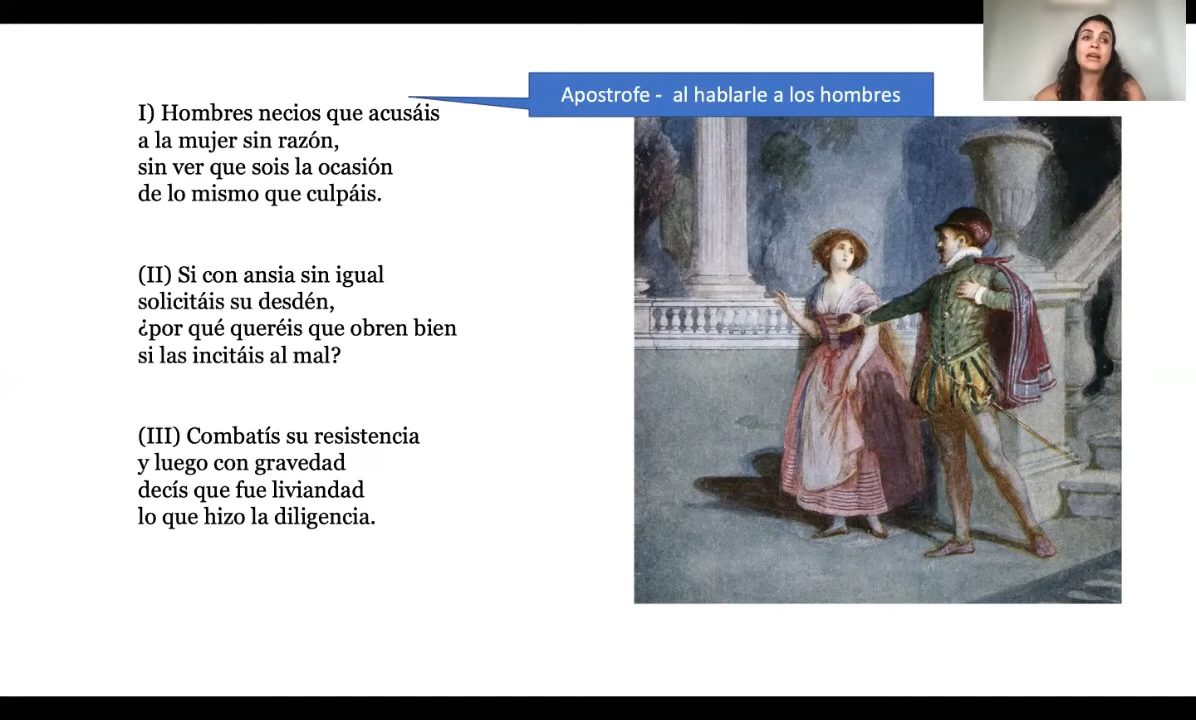 Apostrofe - al hablarle a los hombres
I) Hombres necios que acusáis
a la mujer sin razón,
sin ver que sois la ocasión
de lo mismo que culpáis.
(II) Si con ansia sin igual
solicitáis su desdén,
¿por qué queréis que obren bien
si las incitáis al mal?
(III) Combatís su resistencia
y luego con gravedad
decís que fue liviandad
lo que hizo la diligencia.